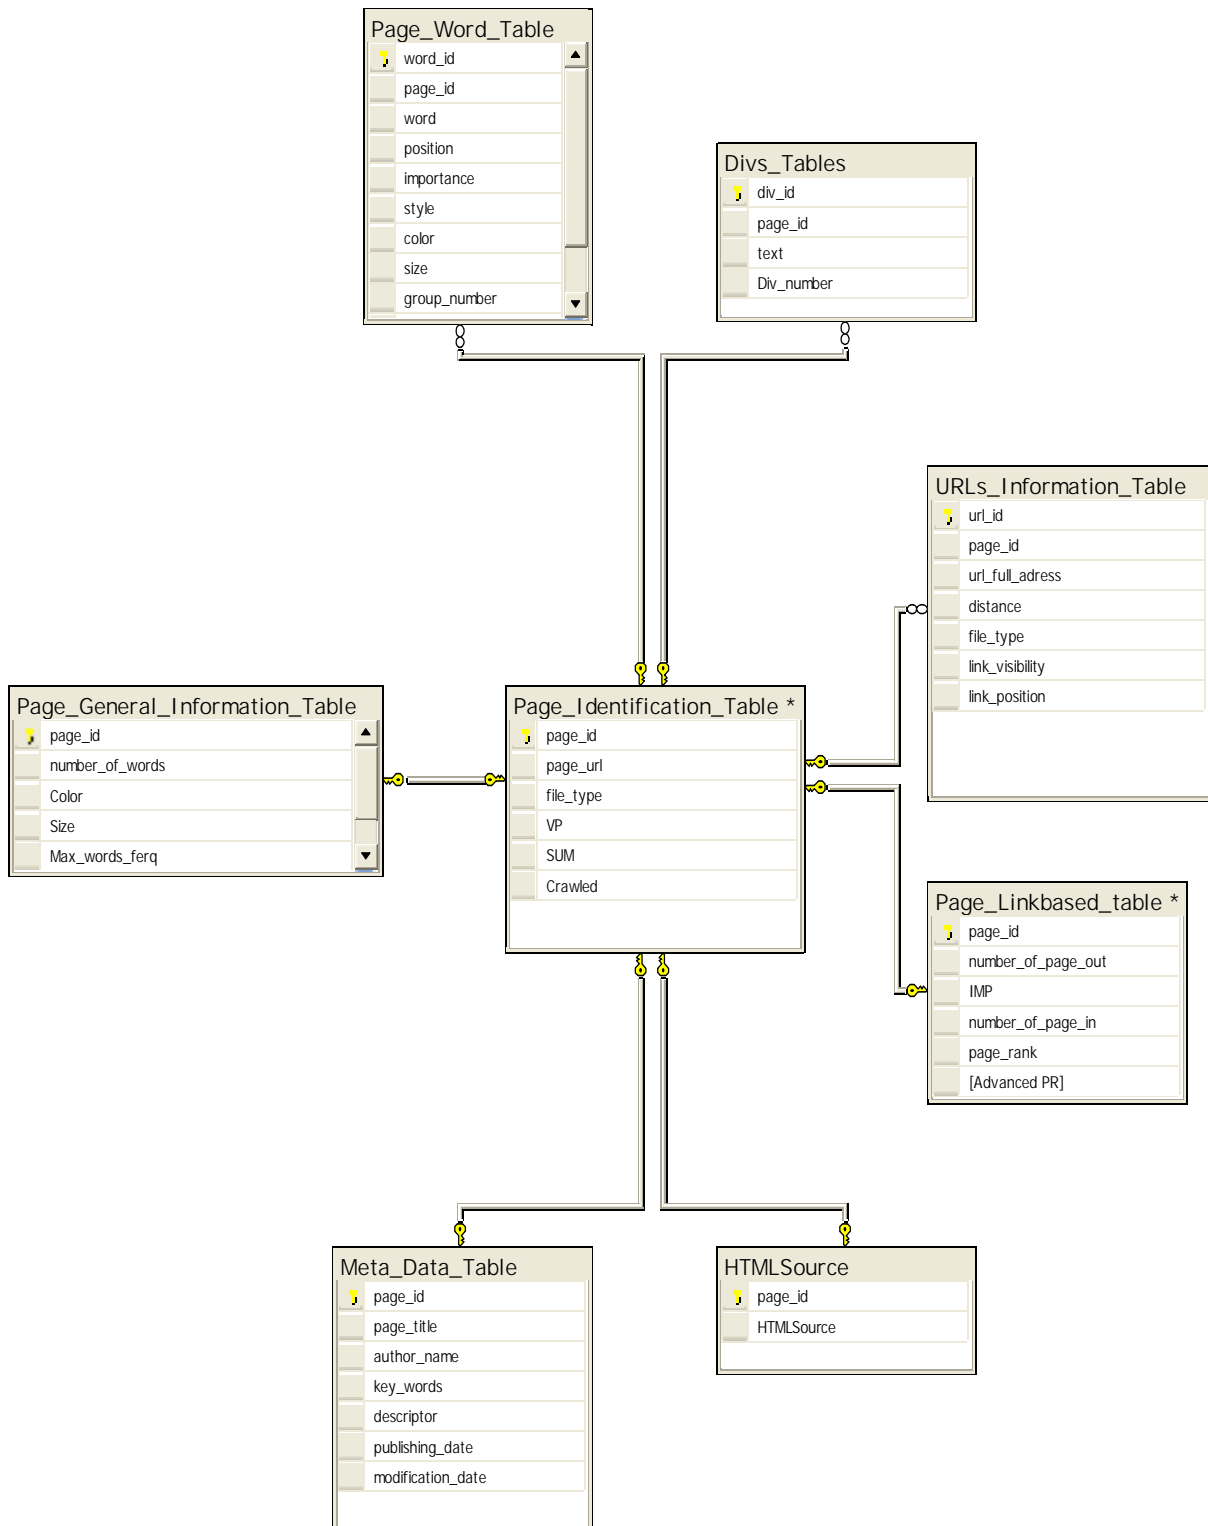 Page_Word_Table
word_id
page_id
word
position
importance
style
color
size
group_number
Divs_Tables
div_id
page_id
text
Div_number
URLs_Information_Table
url_id
page_id
url_full_adress
distance
file_type
link_visibility
link_position
Page_General_Information_Table
page_id
number_of_words
Color
Size
Max_words_ferq
Page_Identification_Table *
page_id
page_url
file_type
VP
SUM
Crawled
Page_Linkbased_table *
page_id
number_of_page_out
IMP
number_of_page_in
page_rank
[Advanced PR]
Meta_Data_Table
page_id
page_title
author_name
key_words
descriptor
publishing_date
modification_date
HTMLSource
page_id
HTMLSource